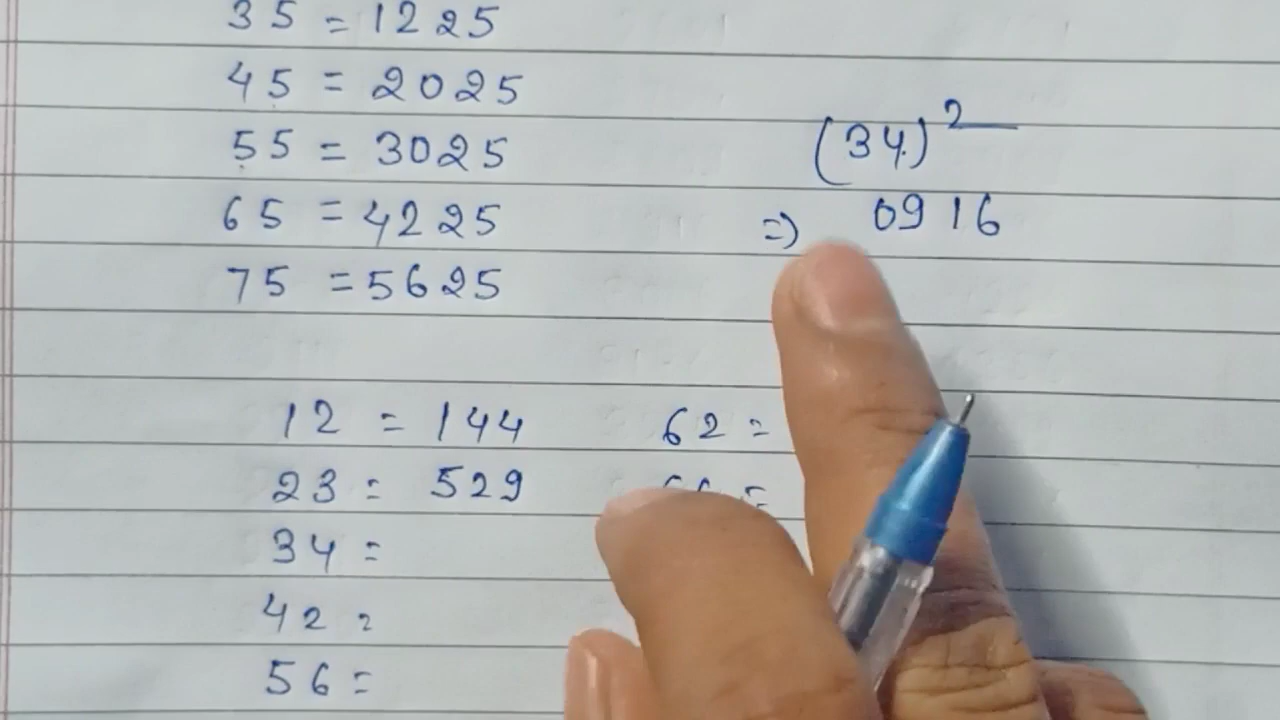 35 = 1225
45 = 2025
55 = 3025
65 = 4225
75 = 5625
(34)²
⇒ 0916
12 = 144
23 = 529
34 =
42 =
56 =
62 =
=